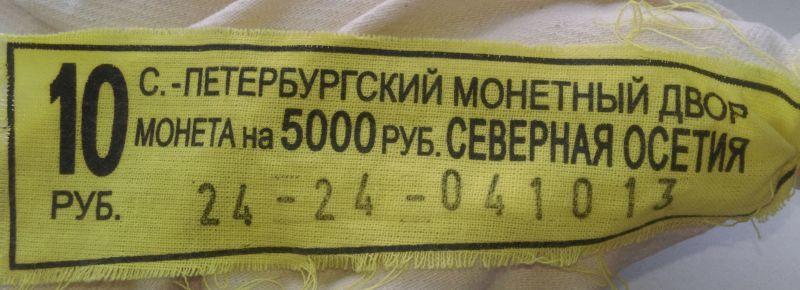 10 РУБ.
С.-ПЕТЕРБУРГСКИЙ МОНЕТНЫЙ ДВОР
МОНЕТА на 5000 РУБ. СЕВЕРНАЯ ОСЕТИЯ
24-24-041013